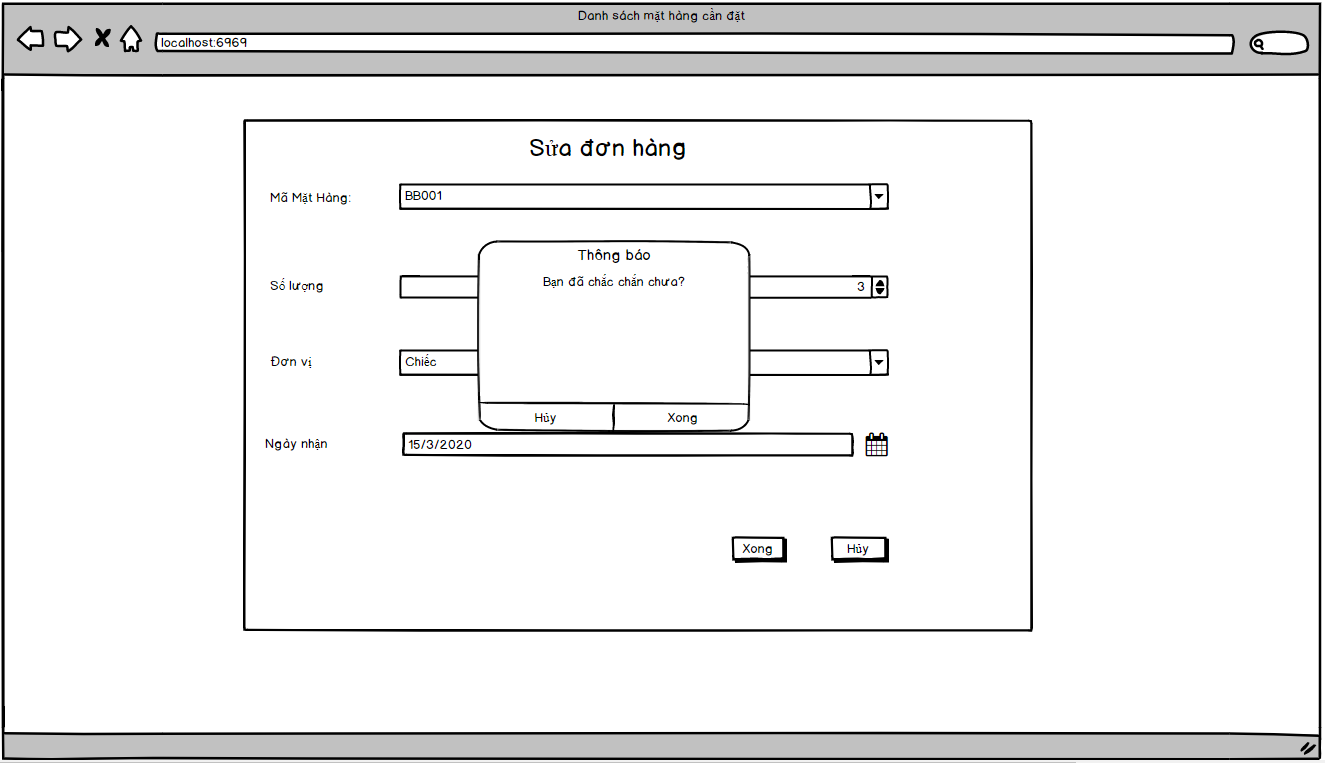 Danh sách mặt hàng cần đặt
localhost:6969
Sửa đơn hàng
Mã Mặt Hàng:
BB001
Thông báo
Bạn đã chắc chắn chưa?
Số lượng
3
Đơn vị
Chiếc
Hủy
Xong
Ngày nhận
15/3/2020
Xong
Hủy